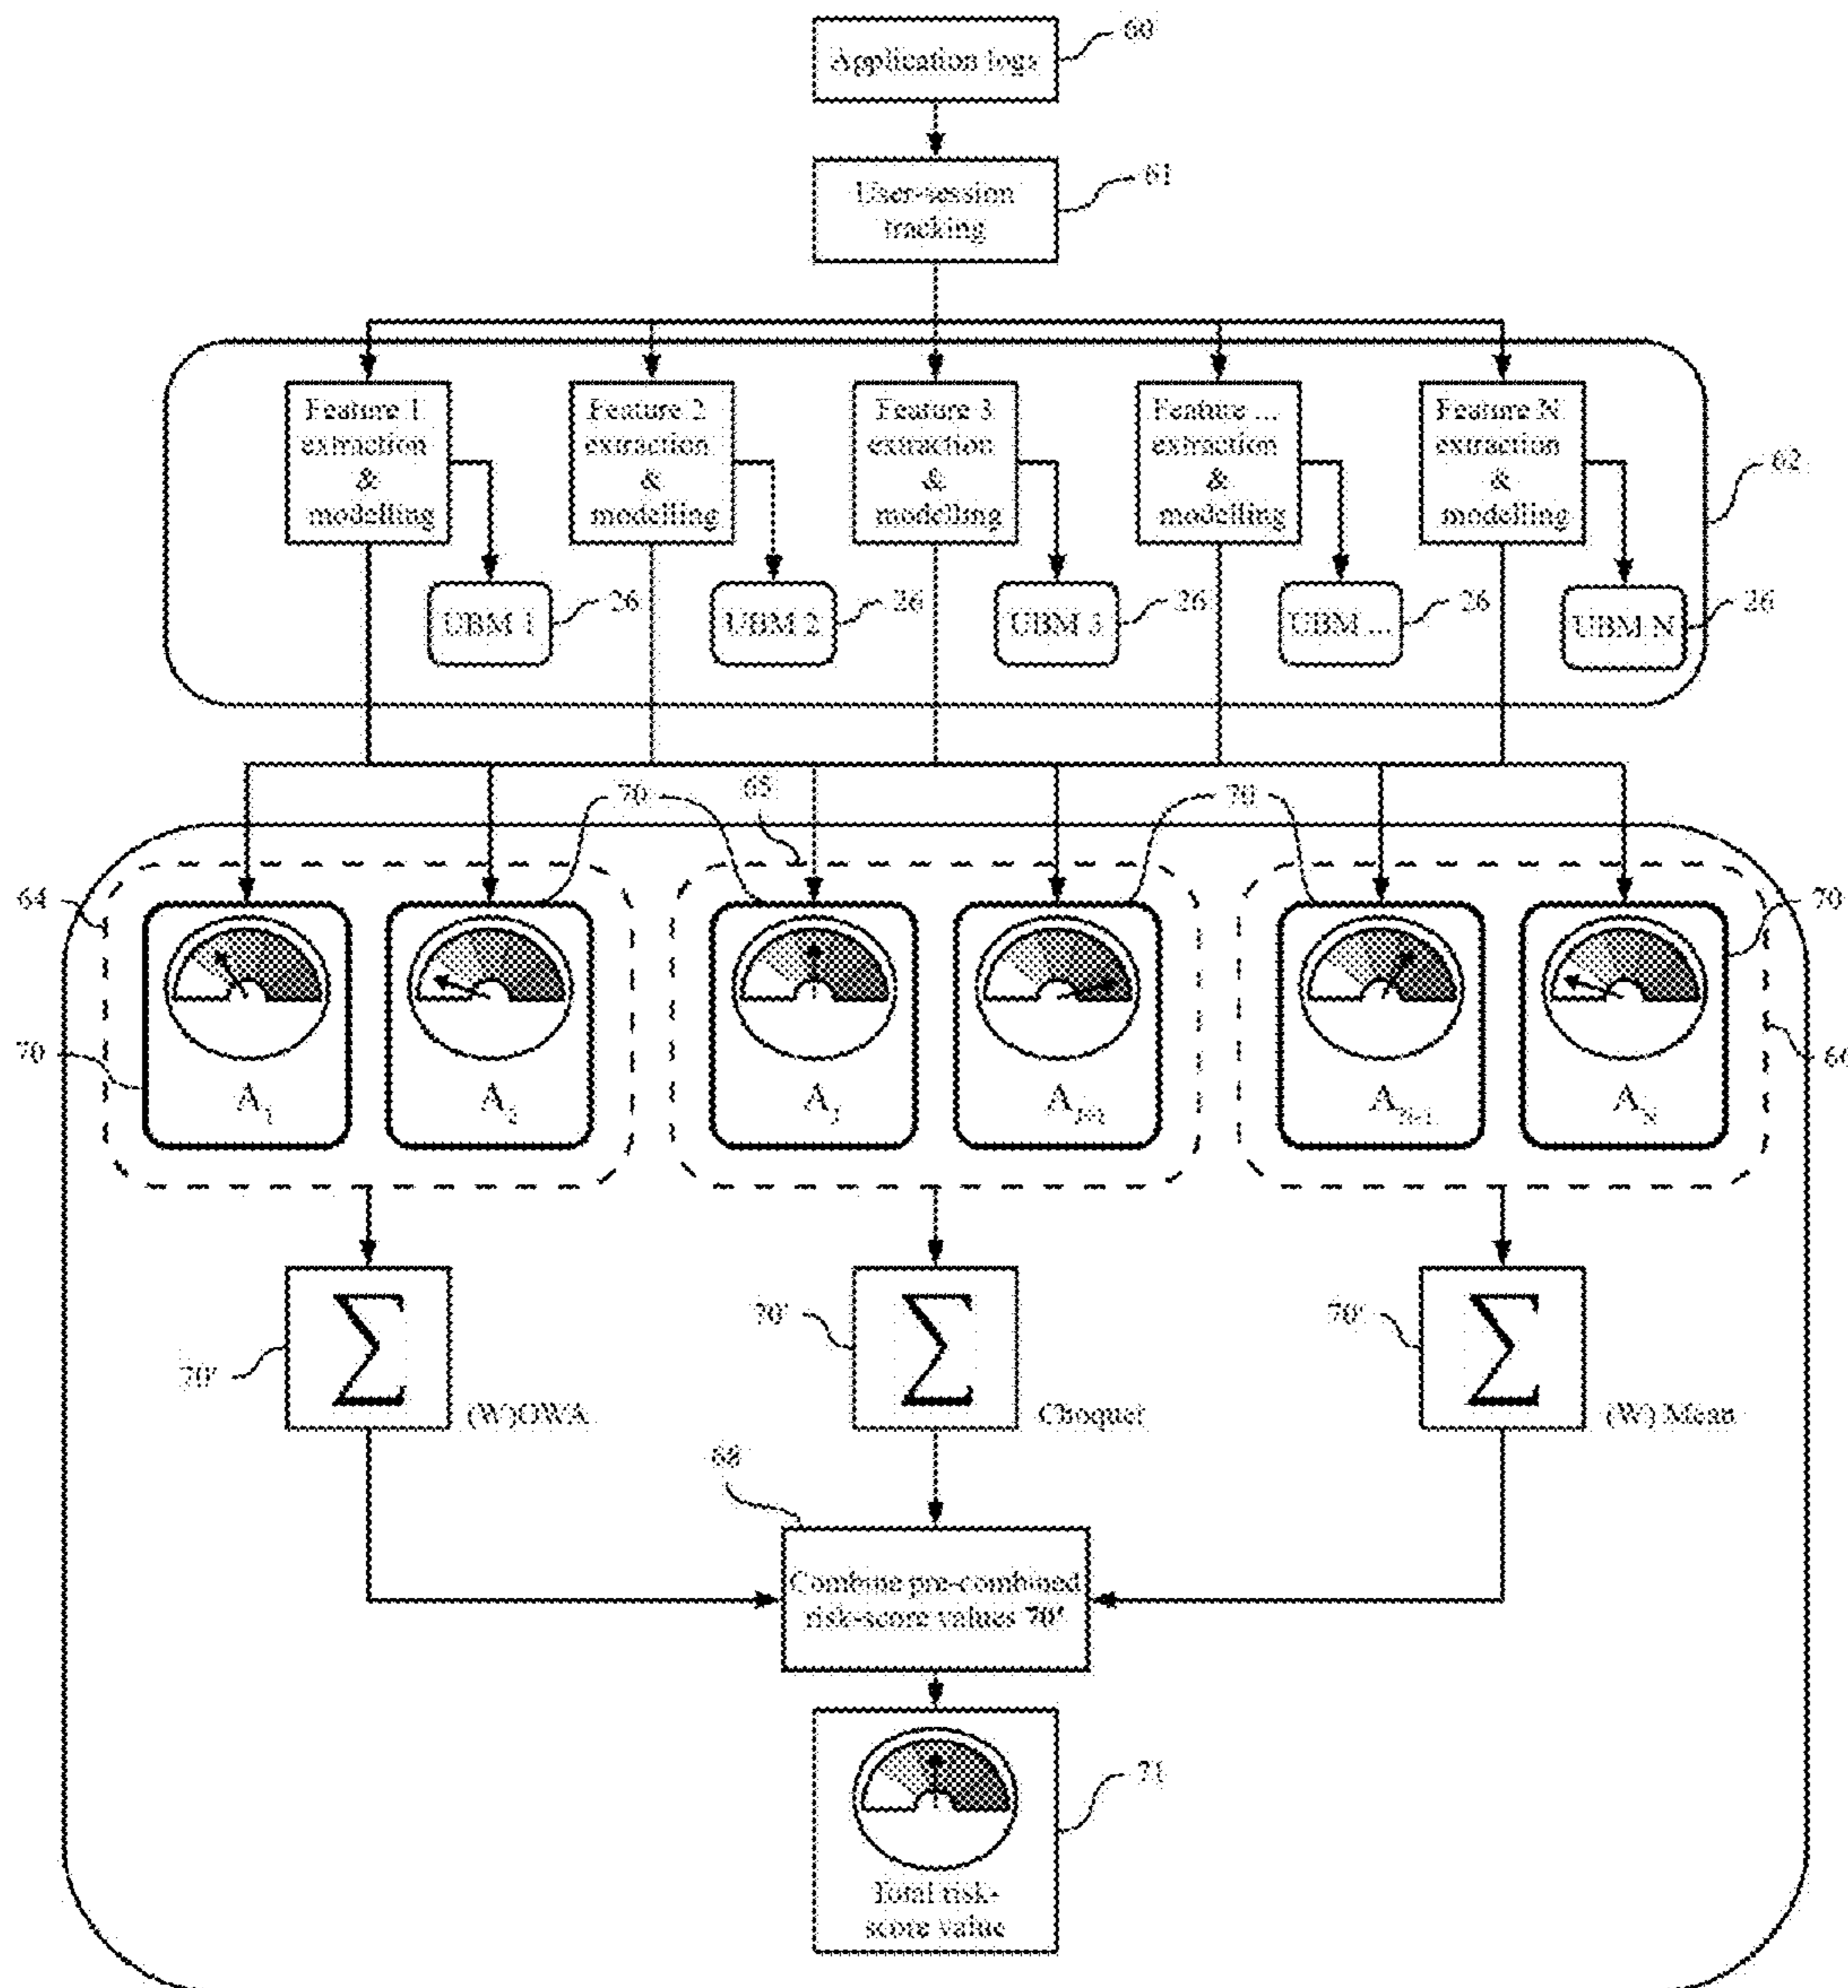 60
Application logs
61
User-session
tracking
Feature 1
extraction
&
modelling
Feature 2
extraction
&
modelling
Feature 3
extraction
&
modelling
Feature ...
extraction
&
modelling
Feature N
extraction
&
modelling
62
UBM 1
26
UBM 2
26
UBM 3
26
UBM ...
26
UBM N
26
70
65
70
64
70
70
A1
A2
AJ
A
AN-1
AN
70'
(W)OWA
70'
Choquet
70'
(W) Mean
68
Combine pre-combined
risk-score values 70'
71
Total risk-
score value